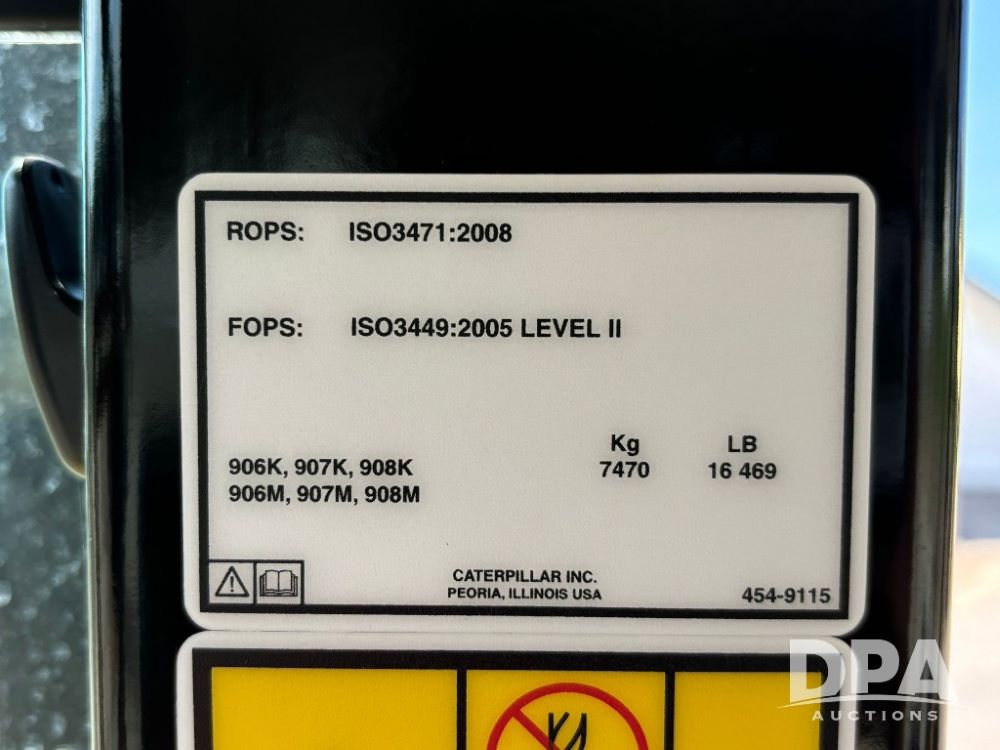 ROPS: ISO3471:2008
FOPS: ISO3449:2005 LEVEL II
Kg LB
906K, 907K, 908K 7470 16 469
906M, 907M, 908M
CATERPILLAR INC.
PEORIA, ILLINOIS USA
454-9115
DPA
AUCTIONS